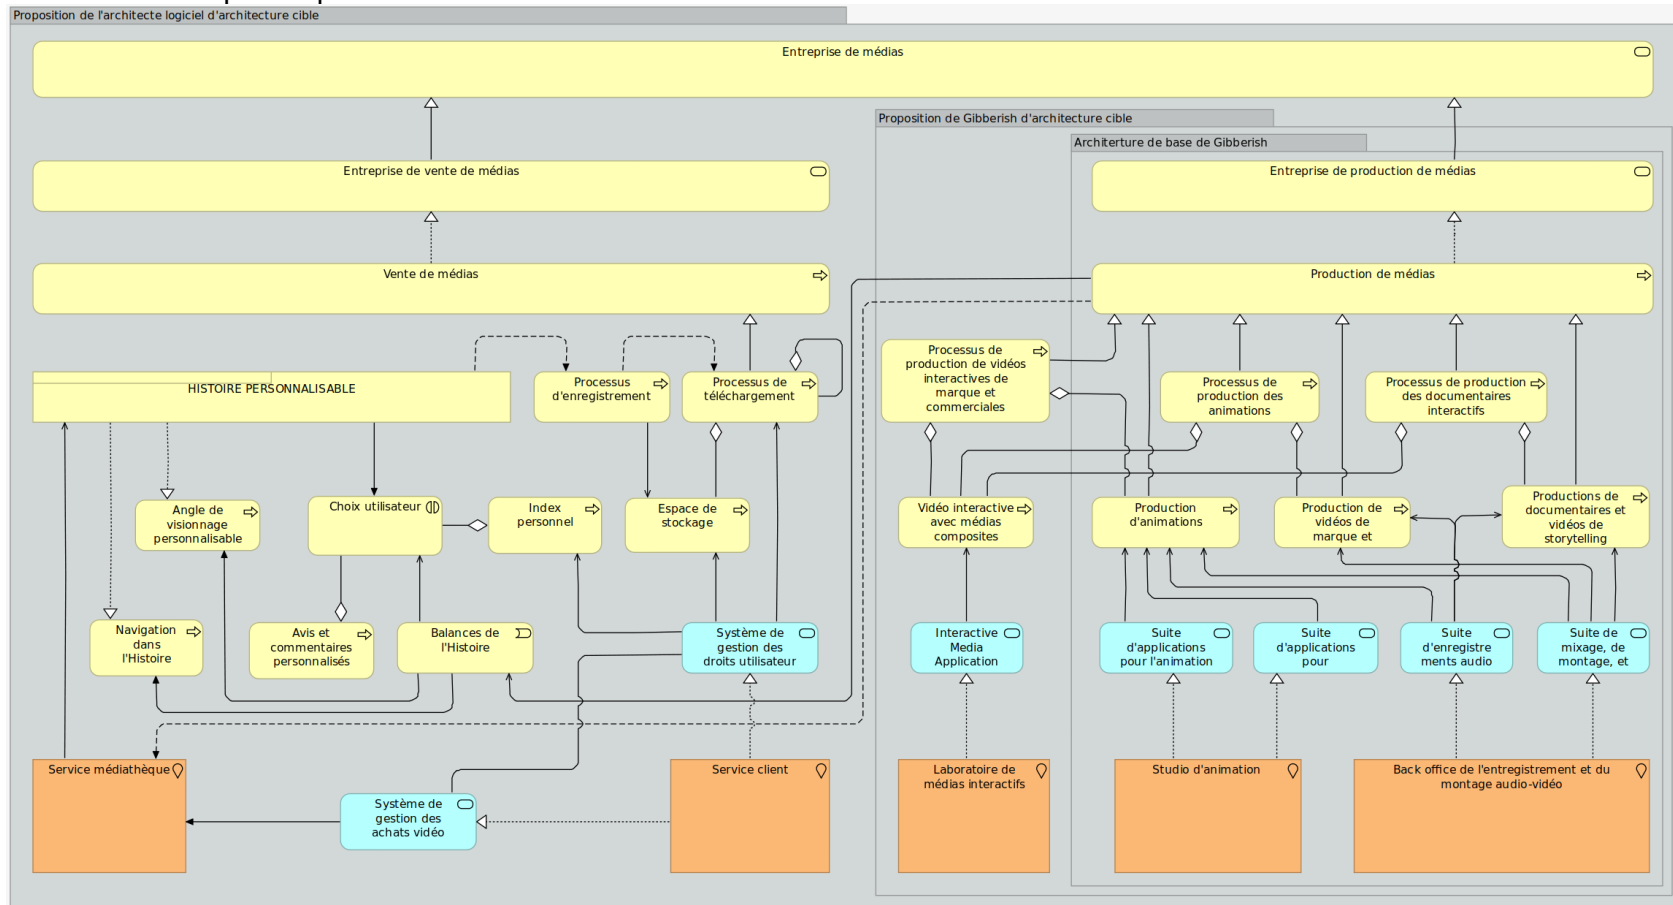 Proposition de l'architecte logiciel d'architecture cible
Entreprise de médias
Proposition de Gibberish d'architecture cible
Architerture de base de Gibberish
Entreprise de vente de médias
Entreprise de production de médias
Vente de médias
Production de médias
HISTOIRE PERSONNALISABLE
Processus
d'enregistrement
Processus de
téléchargement
Processus de
production de vidéos
interactives de
marque et
commerciales
Processus de
production des
animations
Processus de production
des documentaires
interactifs
Angle de
visionnage
personnalisable
Choix utilisateur
Index
personnel
Espace de
stockage
Vidéo interactive
avec médias
composites
Production
d'animations
Production de
vidéos de
marque et
Productions de
documentaires et
vidéos de
storytelling
Navigation
dans
l'Histoire
Avis et
commentaires
personnalisés
Balances de
l'Histoire
Système de
gestion des
droits utilisateur
Interactive
Media
Application
Suite
d'applications
pour l'animation
Suite
d'applications
pour
Suite
d'enregistre
ments audio
Suite de
mixage, de
montage, et
Service médiathèque
Système de
gestion des
achats vidéo
Service client
Laboratoire de
médias interactifs
Studio d'animation
Back office de l'entregistrement et du
montage audio-vidéo